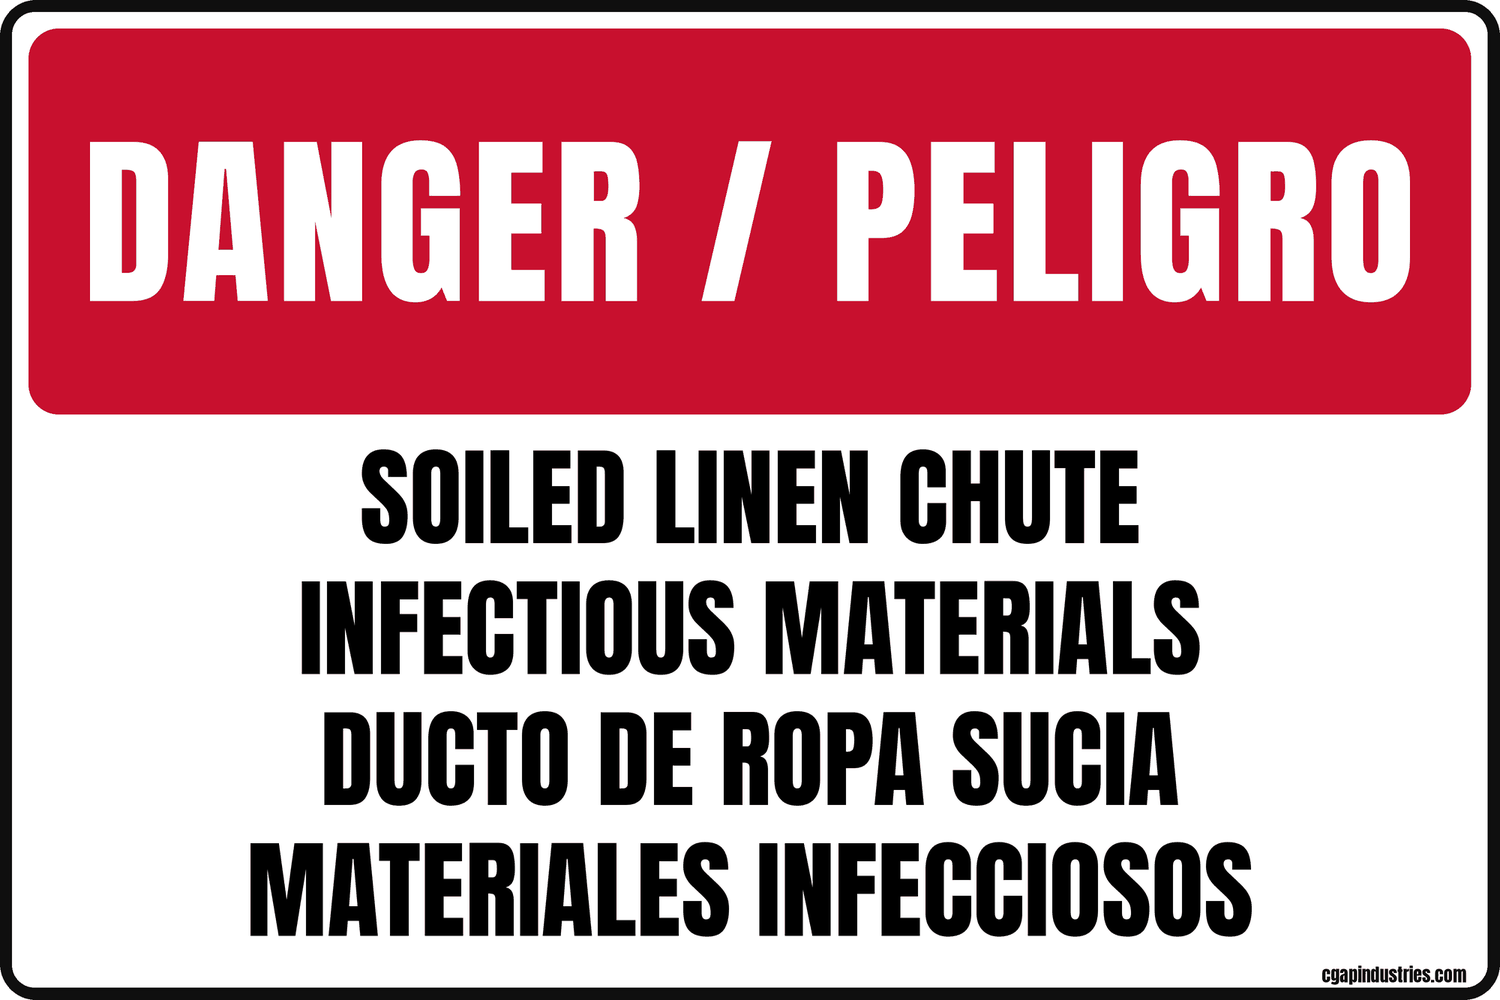 DANGER / PELIGRO
SOILED LINEN CHUTE
INFECTIOUS MATERIALS
DUCTO DE ROPA SUCIA
MATERIALES INFECCIOSOS
cgapindustries.com